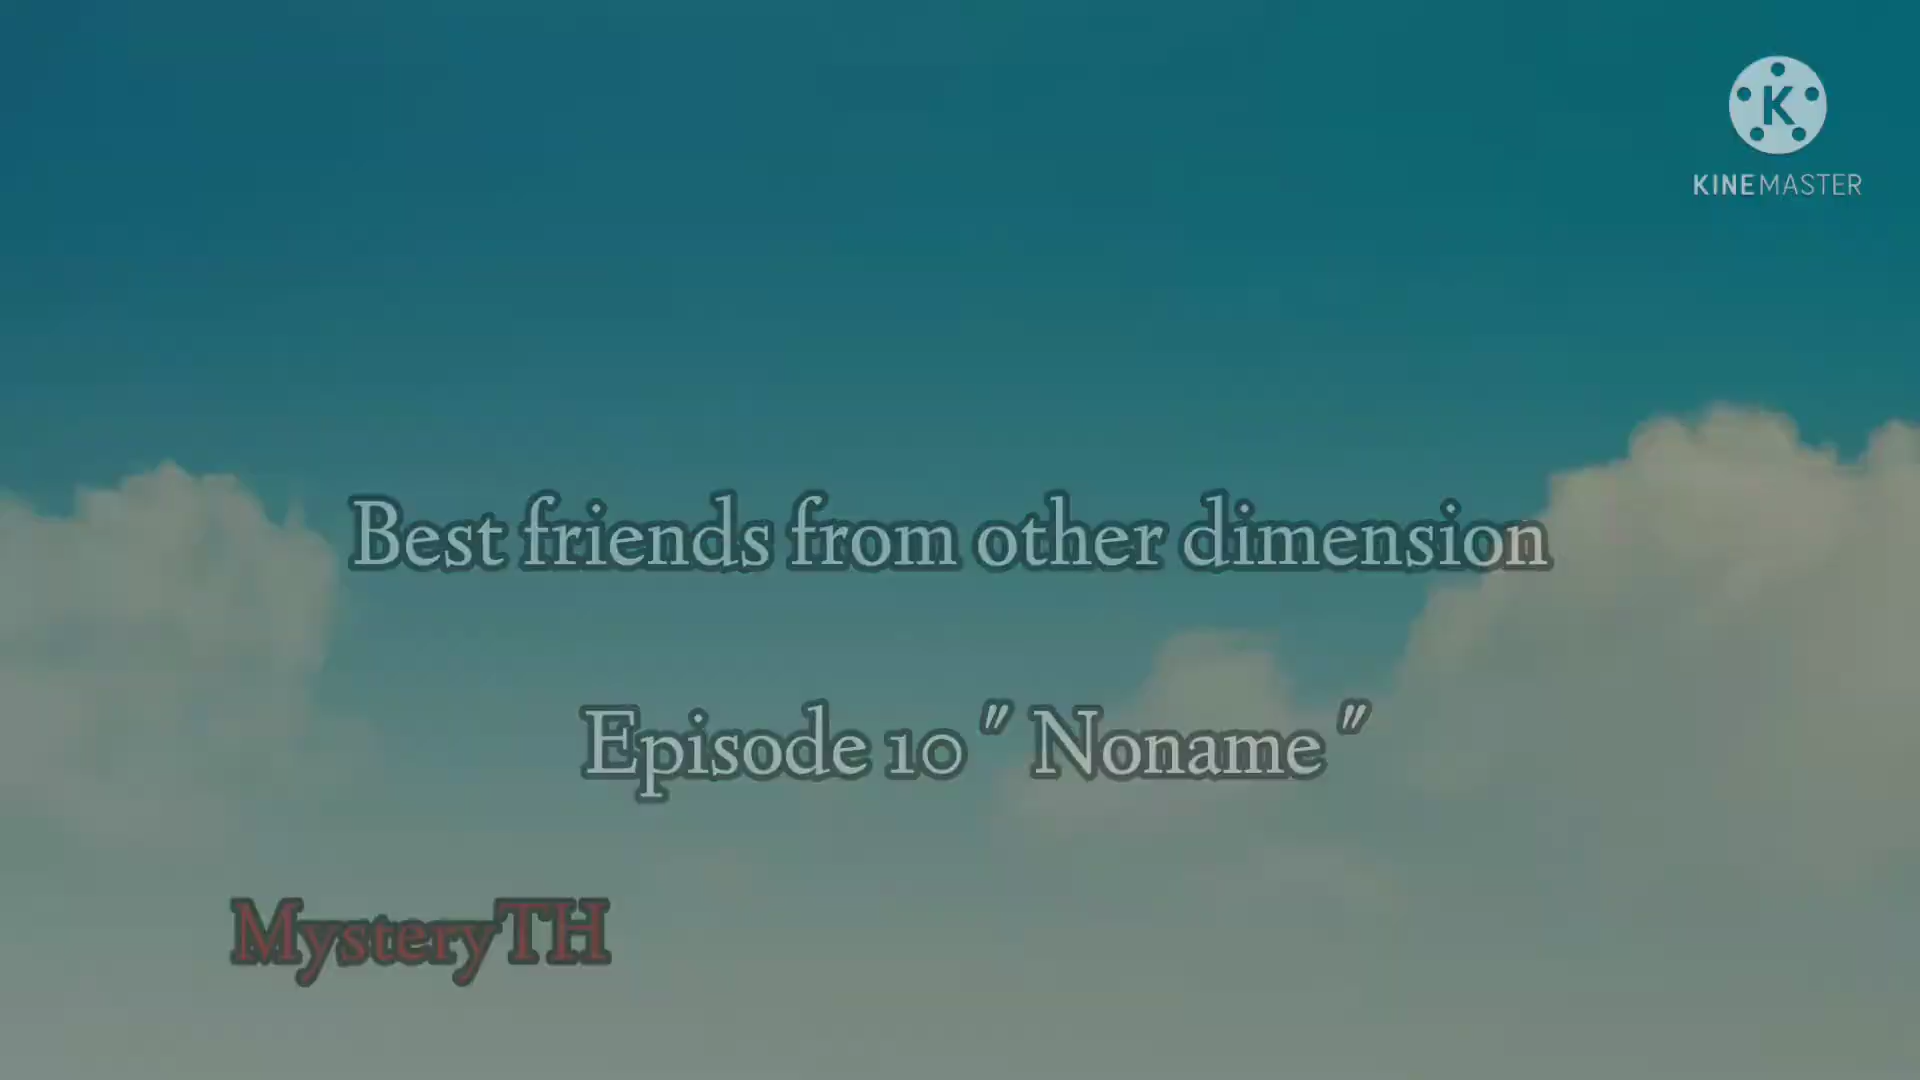 K
KINEMASTER
Best friends from other dimension
Episode 10 " Noname "
MysteryTH